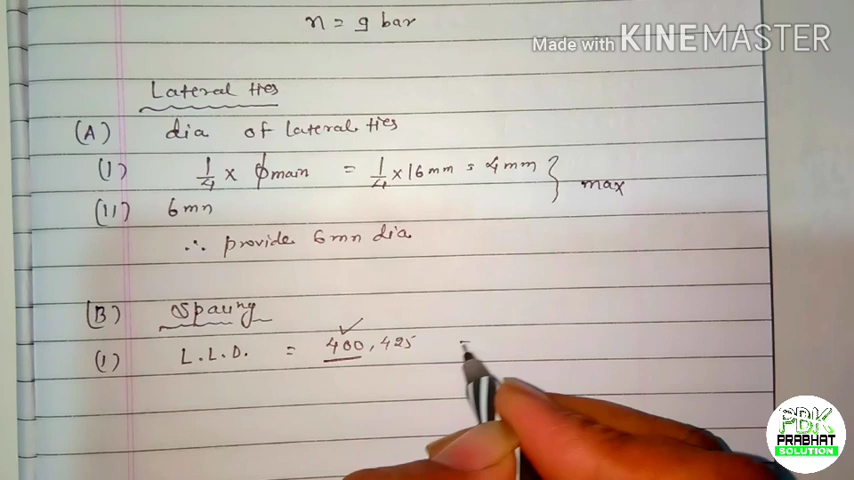 n = 9 bar
Made with KINEMASTER
Lateral ties
(A) dia of lateral ties
(I) 1/4 x ϕmain = 1/4 x 16mm = 4mm } max
(II) 6mm
∴ provide 6mm dia
(B) Spacing
(I) L.L.D. = 400, 425 =
PBK
PRABHAT
SOLUTION